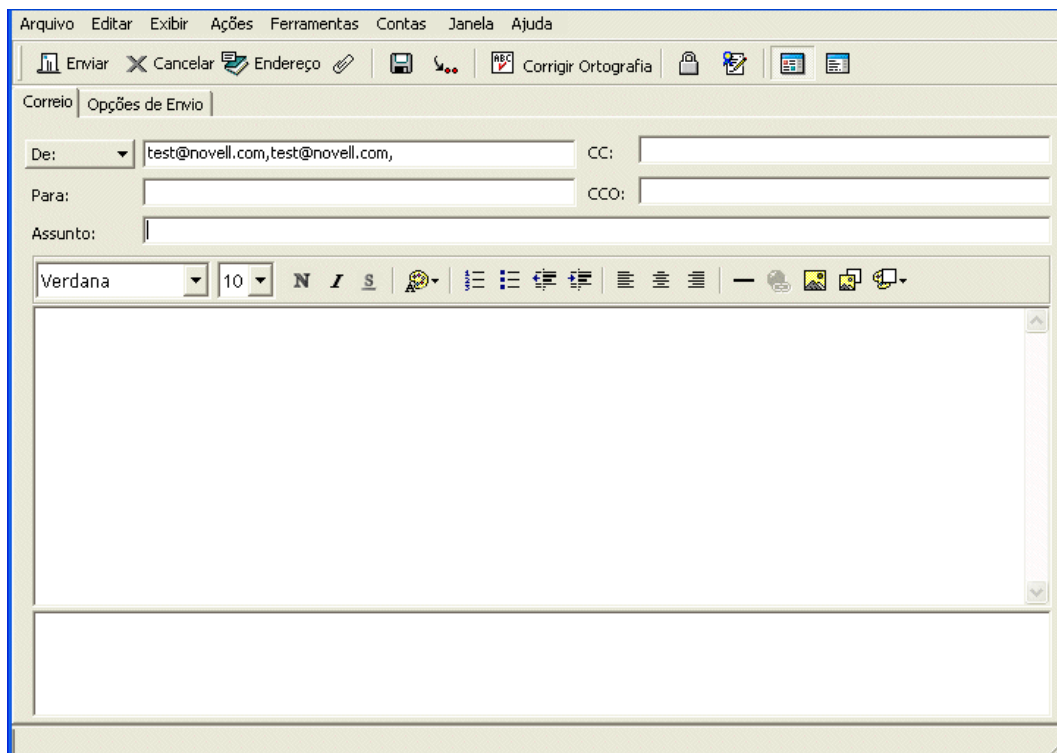 Arquivo Editar Exibir Ações Ferramentas Contas Janela Ajuda
Enviar Cancelar Endereço ABC Corrigir Ortografia
Correio Opções de Envio
De: test@novell.com,test@novell.com, CC:
Para: CCO:
Assunto:
Verdana 10 N I S